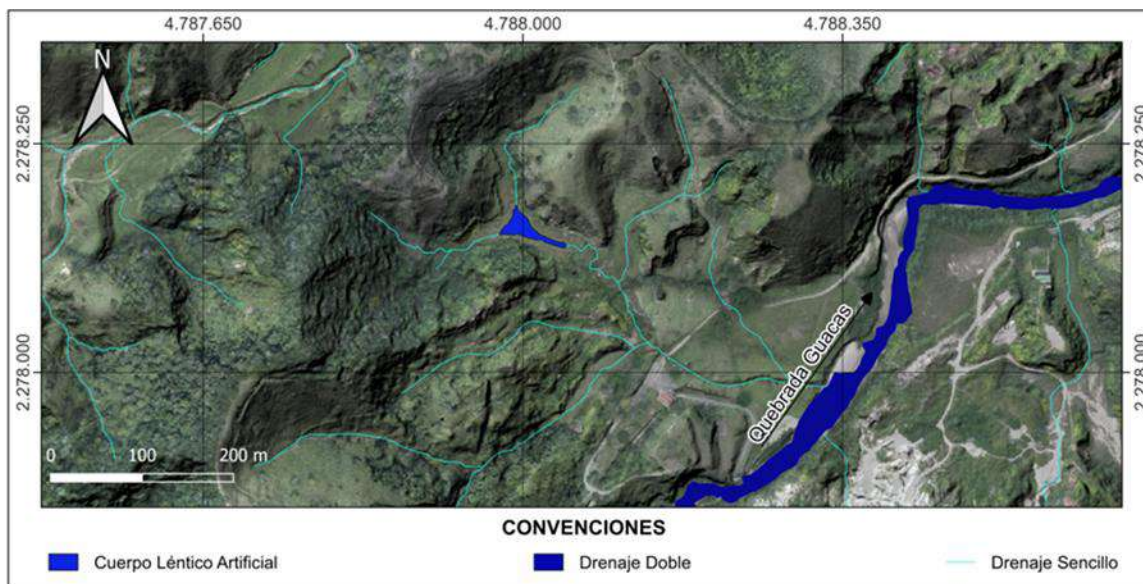 4.787.650 4.788.000 4.788.350
N
2.278.250 2.278.250
Quebrada Guacas
2.278.000 2.278.000
0 100 200 m
CONVENCIONES
Cuerpo Léntico Artificial Drenaje Doble Drenaje Sencillo